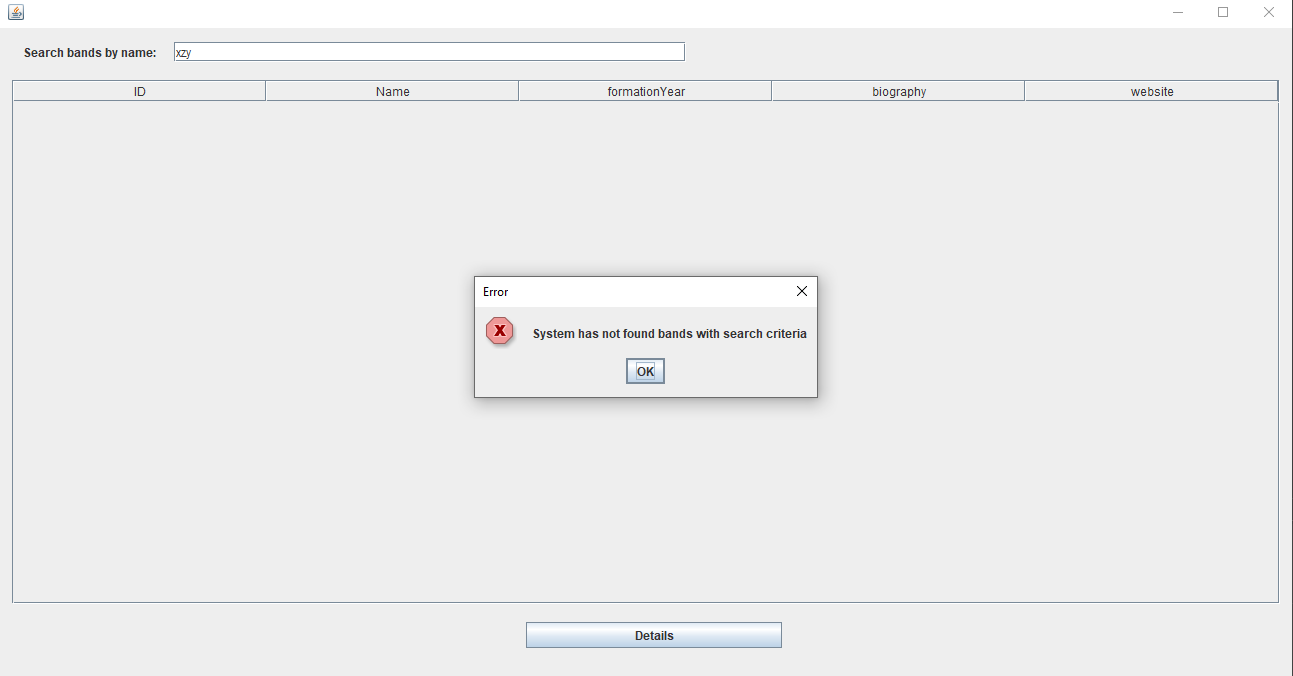 Search bands by name: xzy
ID Name formationYear biography website
Error
System has not found bands with search criteria
OK
Details